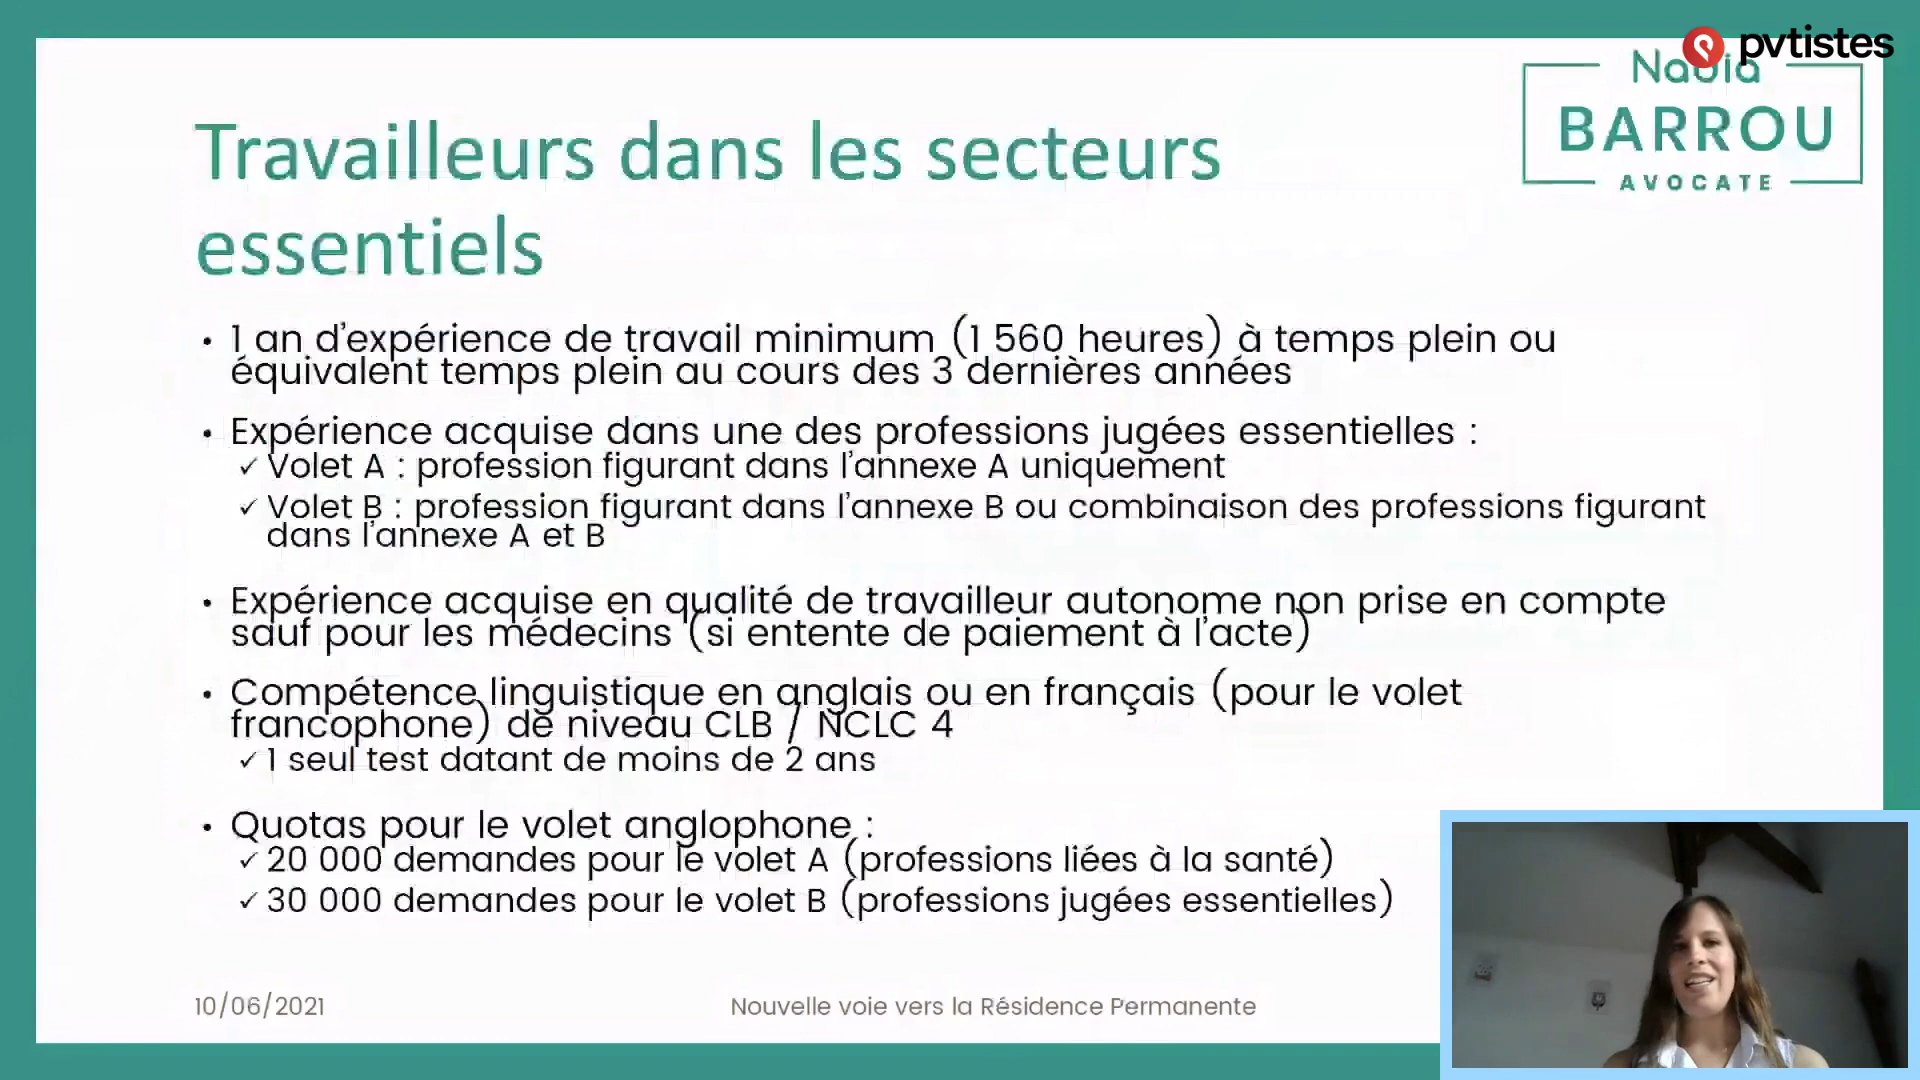 pvtistes
Nadia
BARROU
AVOCATE
Travailleurs dans les secteurs
essentiels
• 1 an d'expérience de travail minimum (1 560 heures) à temps plein ou
équivalent temps plein au cours des 3 dernières années
• Expérience acquise dans une des professions jugées essentielles :
✓ Volet A : profession figurant dans l'annexe A uniquement
✓ Volet B : profession figurant dans l'annexe B ou combinaison des professions figurant
dans l'annexe A et B
• Expérience acquise en qualité de travailleur autonome non prise en compte
sauf pour les médecins (si entente de paiement à l'acte)
• Compétence linguistique en anglais ou en français (pour le volet
francophone) de niveau CLB / NCLC 4
✓ 1 seul test datant de moins de 2 ans
• Quotas pour le volet anglophone :
✓ 20 000 demandes pour le volet A (professions liées à la santé)
✓ 30 000 demandes pour le volet B (professions jugées essentielles)
10/06/2021
Nouvelle voie vers la Résidence Permanente